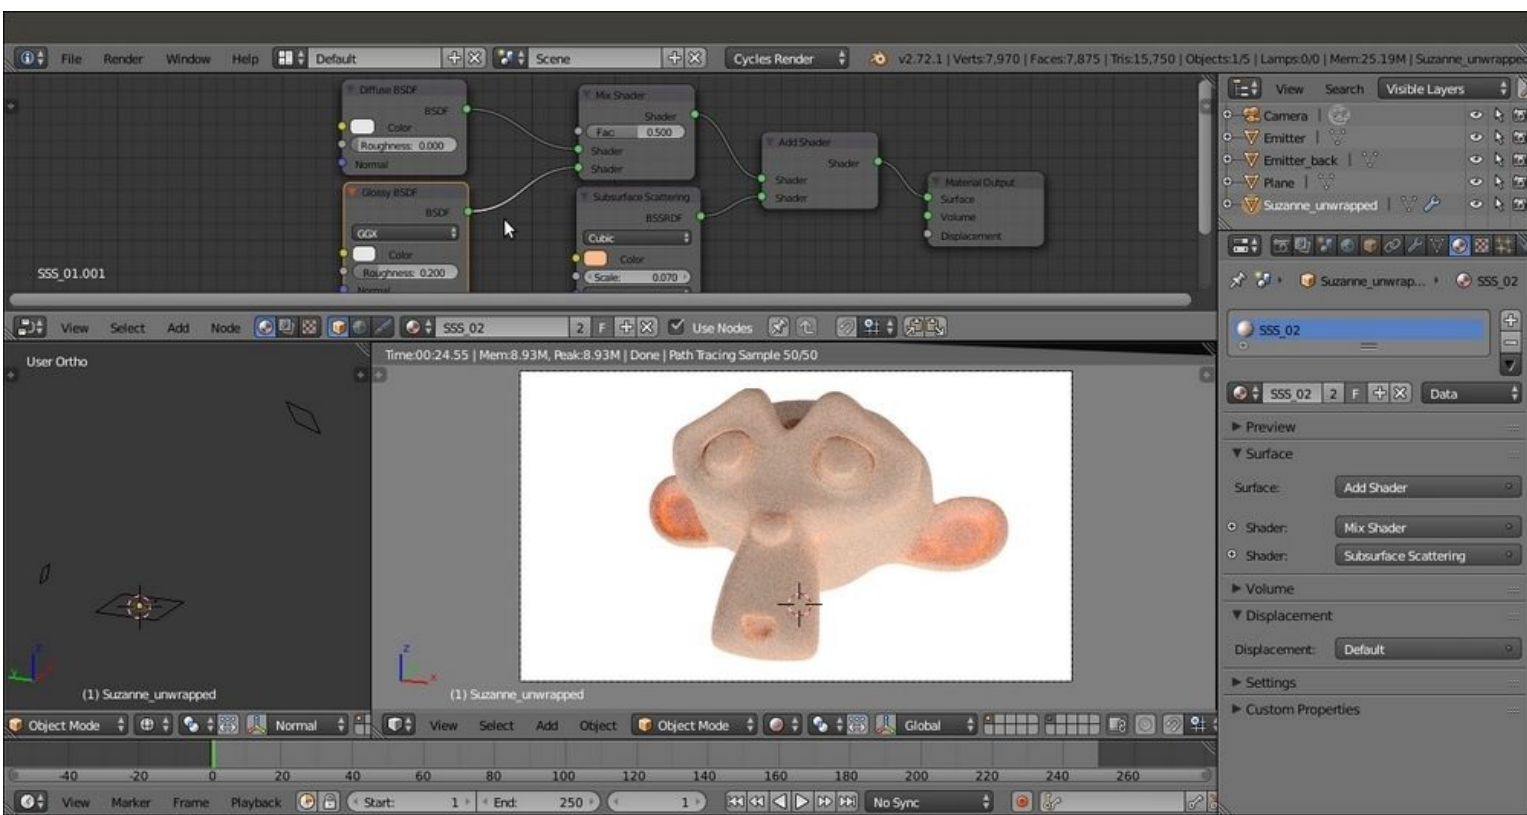 File Render Window Help Default Scene Cycles Render v2.72.1 | Verts:7,970 | Faces:7,875 | Tris:15,750 | Objects:1/5 | Lamps:0/0 | Mem:25.19M | Suzanne_unwrapped
Diffuse BSDF
BSDF
Color
Roughness: 0.000
Normal
Glossy BSDF
BSDF
GGX
Color
Roughness: 0.200
Normal
Mix Shader
Shader
Fac: 0.500
Shader
Shader
Subsurface Scattering
BSSRDF
Cubic
Color
Scale: 0.070
Add Shader
Shader
Shader
Shader
Material Output
Surface
Volume
Displacement
SSS_01.001
View Select Add Node SSS_02 2 F Use Nodes
User Ortho
(1) Suzanne_unwrapped
Object Mode Normal
Time:00:24.55 | Mem:8.93M, Peak:8.93M | Done | Path Tracing Sample 50/50
(1) Suzanne_unwrapped
View Select Add Object Object Mode Global
-40 -20 0 20 40 60 80 100 120 140 160 180 200 220 240 260
View Marker Frame Playback Start: 1 End: 250 1 No Sync
View Search Visible Layers
Camera
Emitter
Emitter_back
Plane
Suzanne_unwrapped
Suzanne_unwrap... SSS_02
SSS_02
SSS_02 2 F Data
Preview
Surface
Surface: Add Shader
Shader: Mix Shader
Shader: Subsurface Scattering
Volume
Displacement
Displacement: Default
Settings
Custom Properties